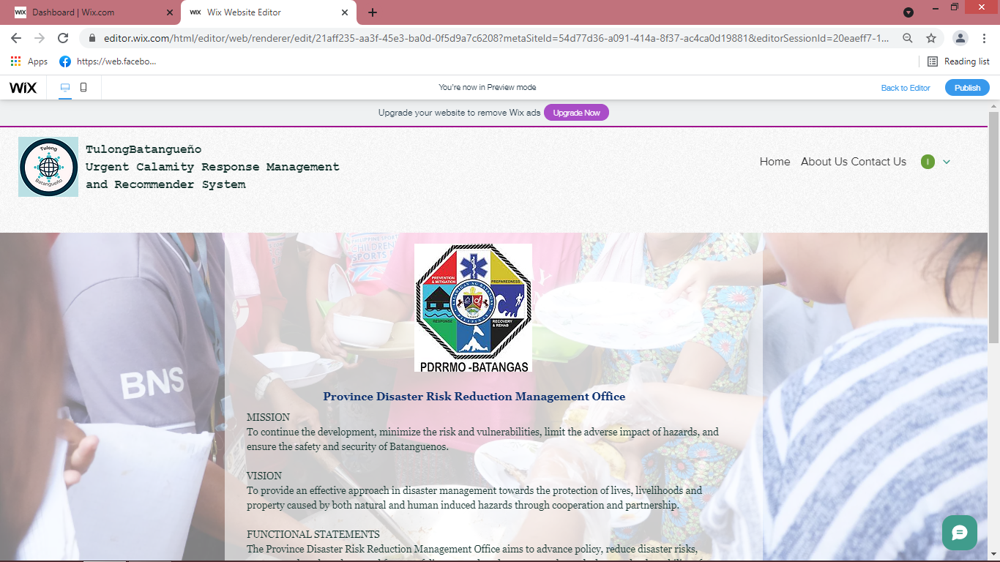 WiX Dashboard | Wix.com
WiX Wix Website Editor
editor.wix.com/html/editor/web/renderer/edit/21aff235-aa3f-45e3-ba0d-0f5d9a7c6208?metaSiteId=54d77d36-a091-414a-8f37-ac4ca0d19881&editorSessionId=20eaeff7-1...
Apps https://web.facebo...
Reading list
WiX
You're now in Preview mode
Back to Editor
Publish
Upgrade your website to remove Wix ads Upgrade Now
Tulong
Batangueño
TulongBatangueño
Urgent Calamity Response Management
and Recommender System
Home About Us Contact Us I
PHILIPPINE SPORT
CHILDREN
SPORTS
BNS
PREVENTION
& MITIGATION
PREPAREDNESS
RESPONSE
RECOVERY
& REHAB
PDRRMO -BATANGAS
Province Disaster Risk Reduction Management Office
MISSION
To continue the development, minimize the risk and vulnerabilities, limit the adverse impact of hazards, and
ensure the safety and security of Batanguenos.
VISION
To provide an effective approach in disaster management towards the protection of lives, livelihoods and
property caused by both natural and human induced hazards through cooperation and partnership.
FUNCTIONAL STATEMENTS
The Province Disaster Risk Reduction Management Office aims to advance policy, reduce disaster risks,